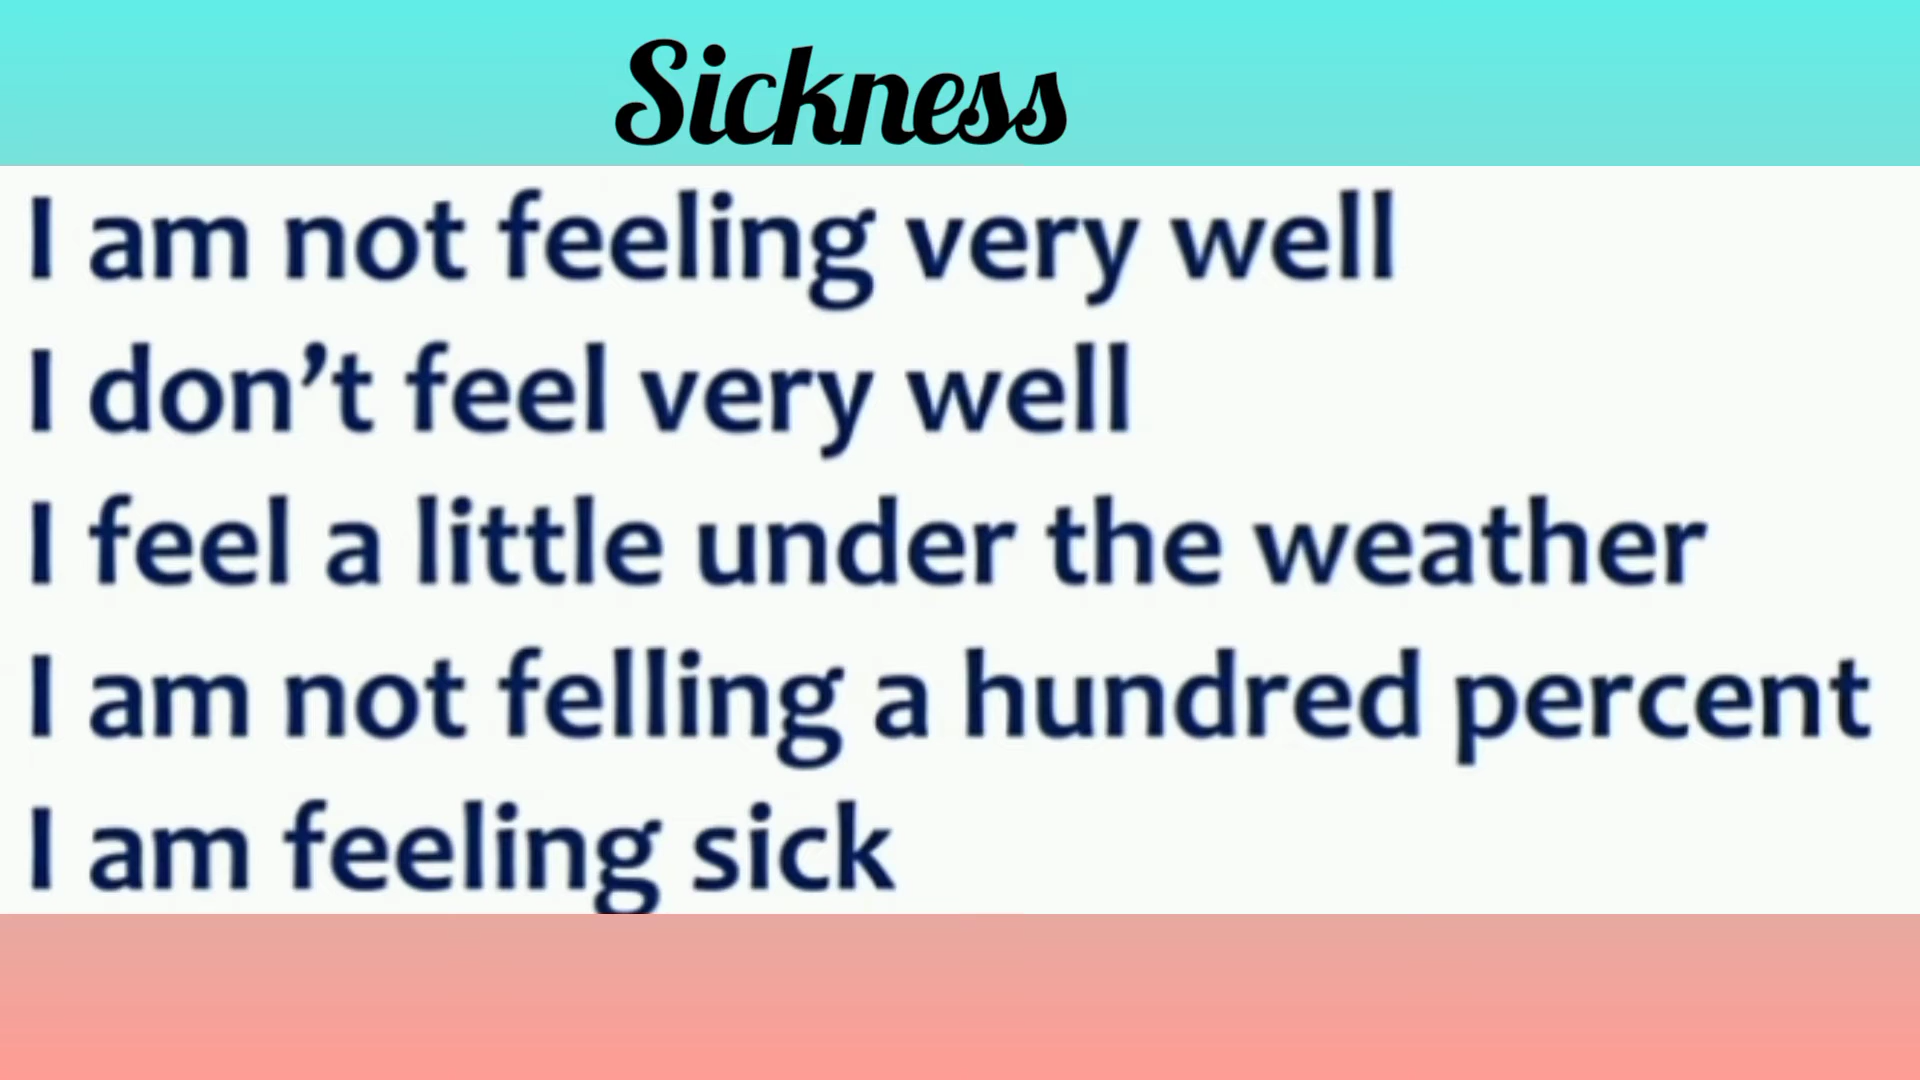 Sickness
I am not feeling very well
I don’t feel very well
I feel a little under the weather
I am not felling a hundred percent
I am feeling sick